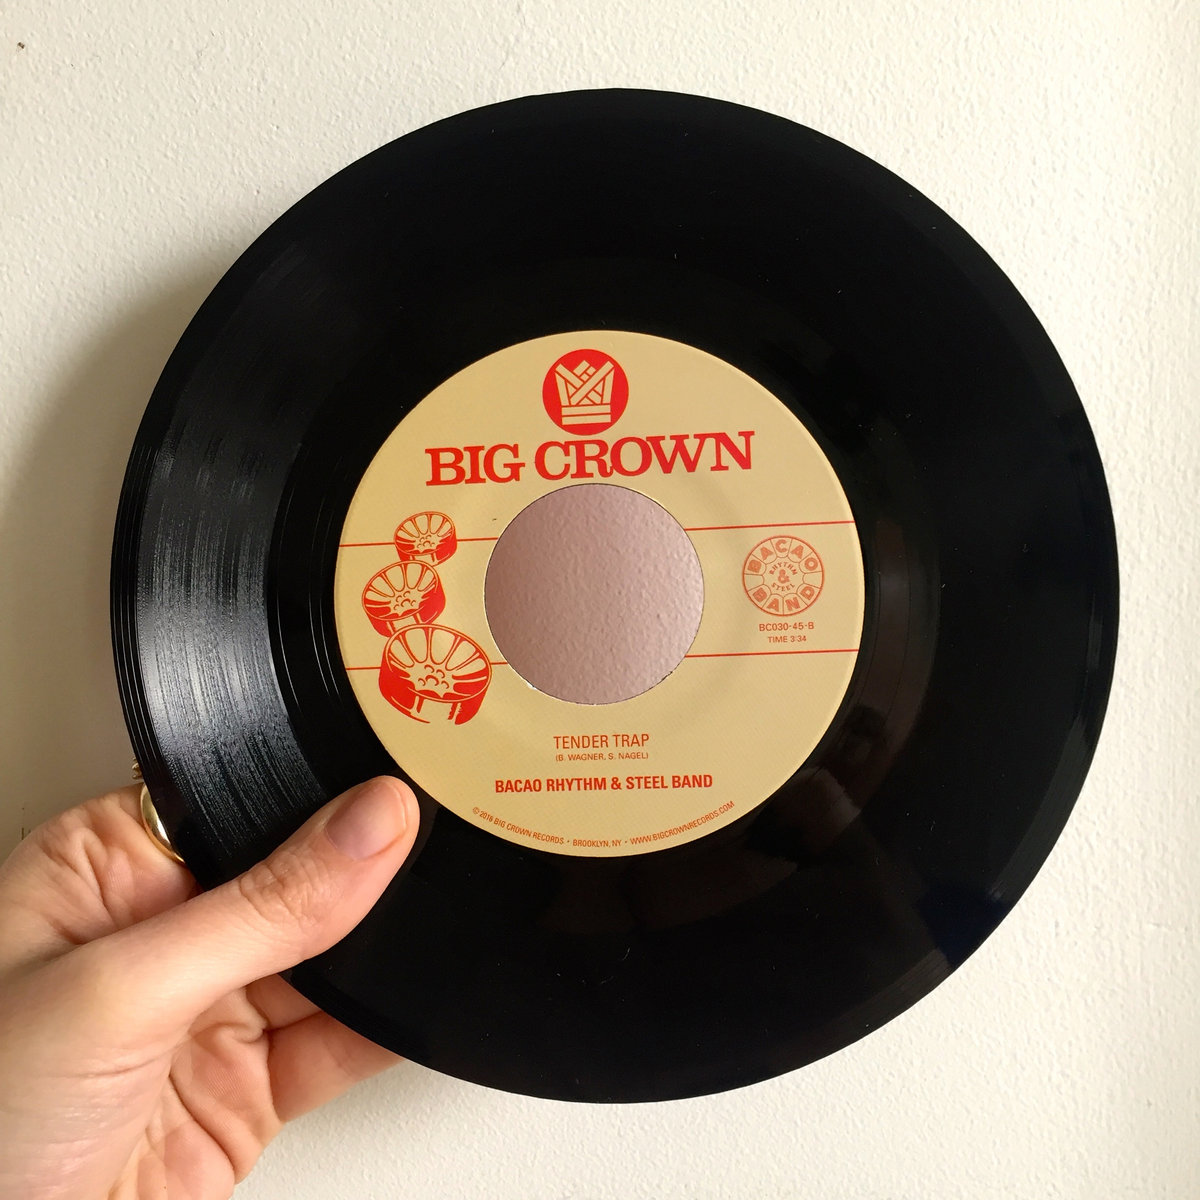 BIG CROWN
BACAO
RHYTHM
&
STEEL
BAND
BC030-45-B
TIME 3:34
TENDER TRAP
(B. WAGNER, S. NAGEL)
BACAO RHYTHM & STEEL BAND
© 2016 BIG CROWN RECORDS • BROOKLYN, NY • WWW.BIGCROWNRECORDS.COM